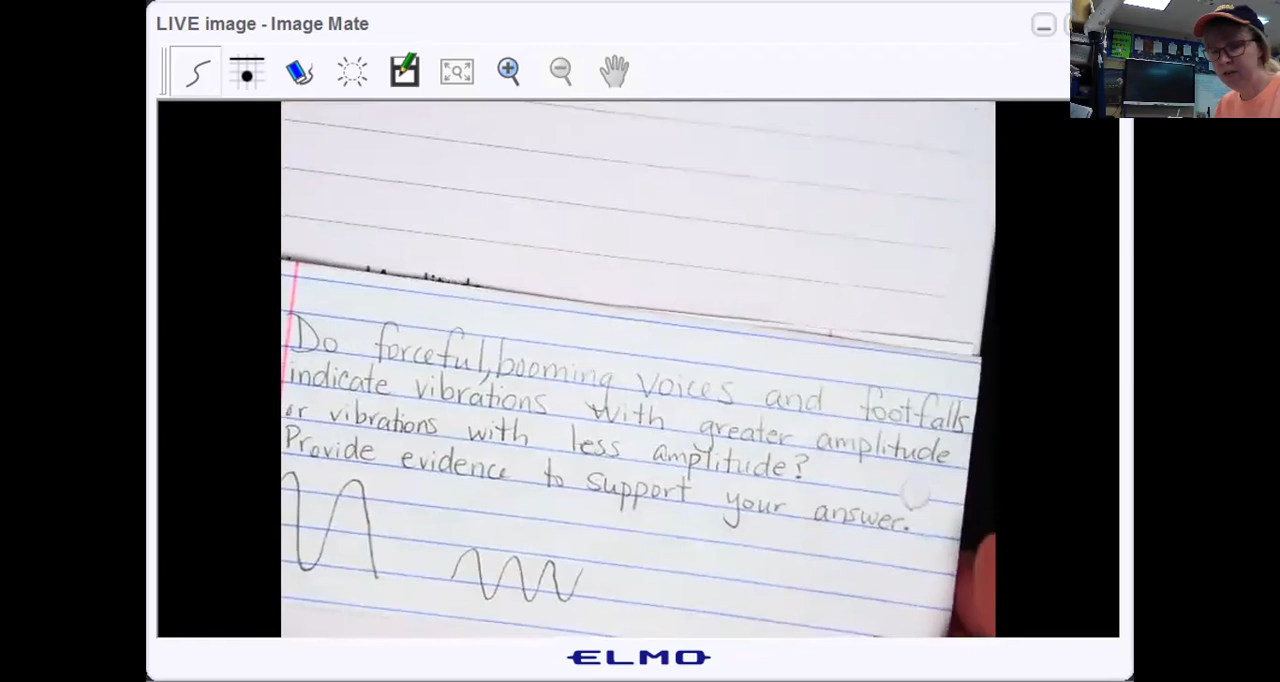 LIVE image - Image Mate
Do forceful, booming voices and footfalls
indicate vibrations with greater amplitude
or vibrations with less amplitude?
Provide evidence to support your answer.
ELMO